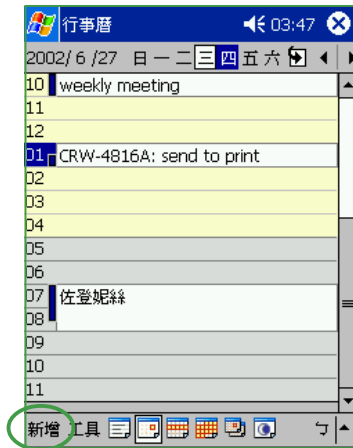 行事曆 03:47
2002/ 6 /27 日 一 二 三 四 五 六
10 weekly meeting
11
12
01 CRW-4816A: send to print
02
03
04
05
06
07 佐登妮絲
08
09
10
11
新增 工具 ㄅ